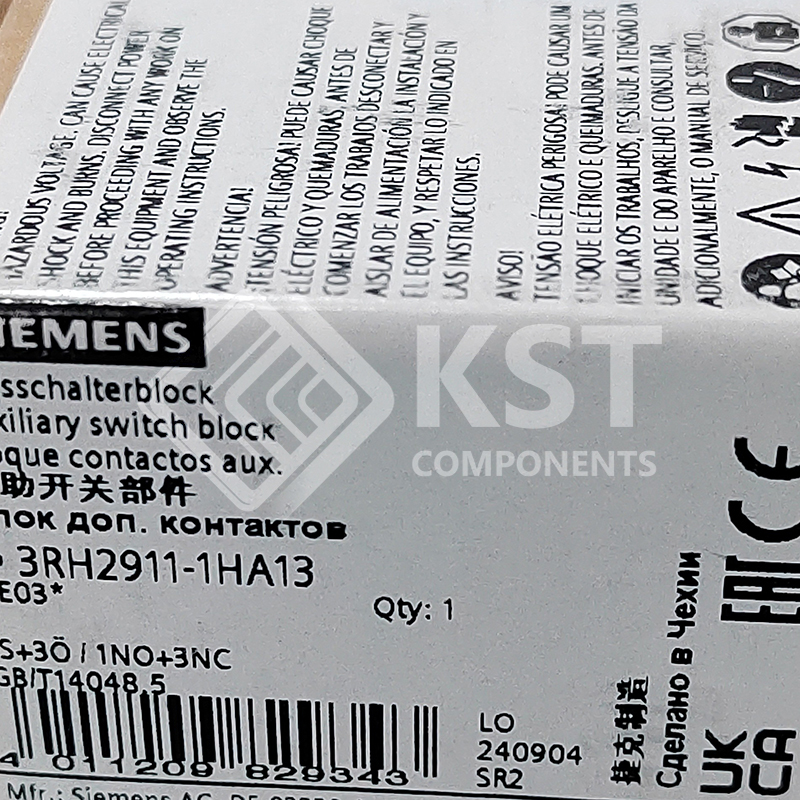 HAZARDOUS VOLTAGE. CAN CAUSE ELECTRICAL
SHOCK AND BURNS. DISCONNECT POWER
BEFORE PROCEEDING WITH ANY WORK ON
THIS EQUIPMENT AND OBSERVE THE
OPERATING INSTRUCTIONS.
ADVERTENCIA!
TENSIÓN PELIGROSA! PUEDE CAUSAR CHOQUE
ELÉCTRICO Y QUEMADURAS. ANTES DE
COMENZAR LOS TRABAJOS DESCONECTAR Y
AISLAR DE ALIMENTACIÓN LA INSTALACIÓN Y
EL EQUIPO, Y RESPETAR LO INDICADO EN
LAS INSTRUCCIONES.
AVISO!
TENSÃO ELÉTRICA PERIGOSA! PODE CAUSAR UM
CHOQUE ELÉTRICO E QUEIMADURAS. ANTES DE
INICIAR OS TRABALHOS, DESLIGUE A TENSÃO DA
UNIDADE E DO APARELHO E CONSULTAR,
ADICIONALMENTE, O MANUAL DE SERVIÇO.
IEMENS
KST
COMPONENTS
sschalterblock
xiliary switch block
oque contactos aux.
助开关部件
лок доп. контактов
3RH2911-1HA13
E03*
Qty: 1
S+3Ö / 1NO+3NC
GB/T14048.5
4 011209 829343
LO
240904
SR2
Mfr.: Siemens AG, DE
捷克制造
Сделано в Чехии
CE
EAC
UK
CA